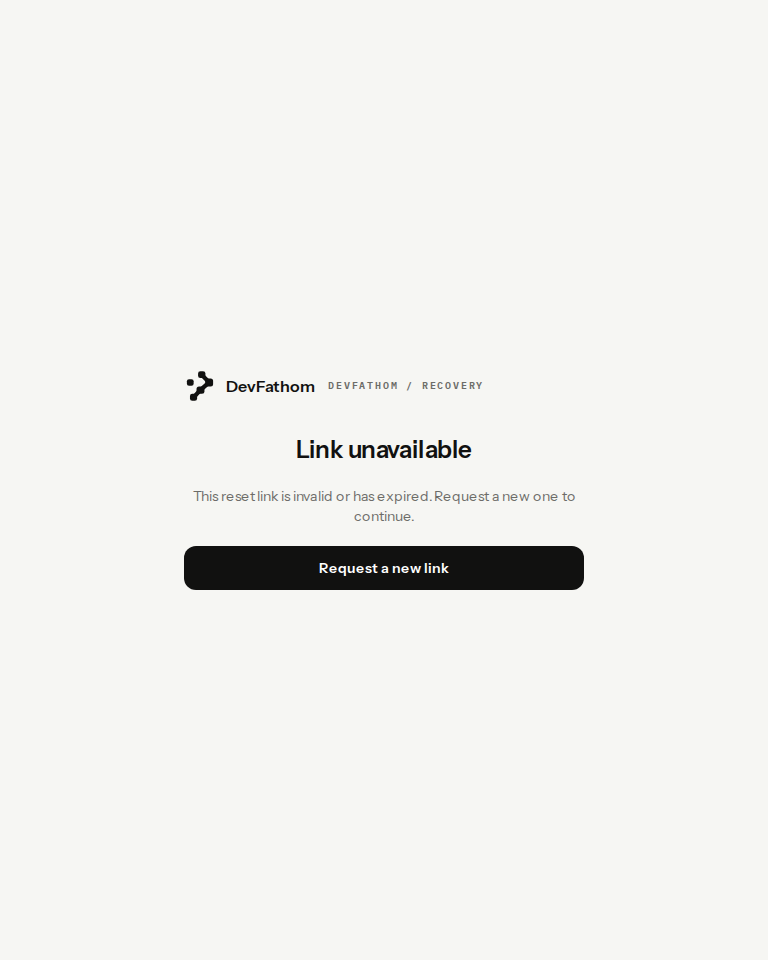 DevFathom DEVFATHOM / RECOVERY
Link unavailable
This reset link is invalid or has expired. Request a new one to
continue.
Request a new link